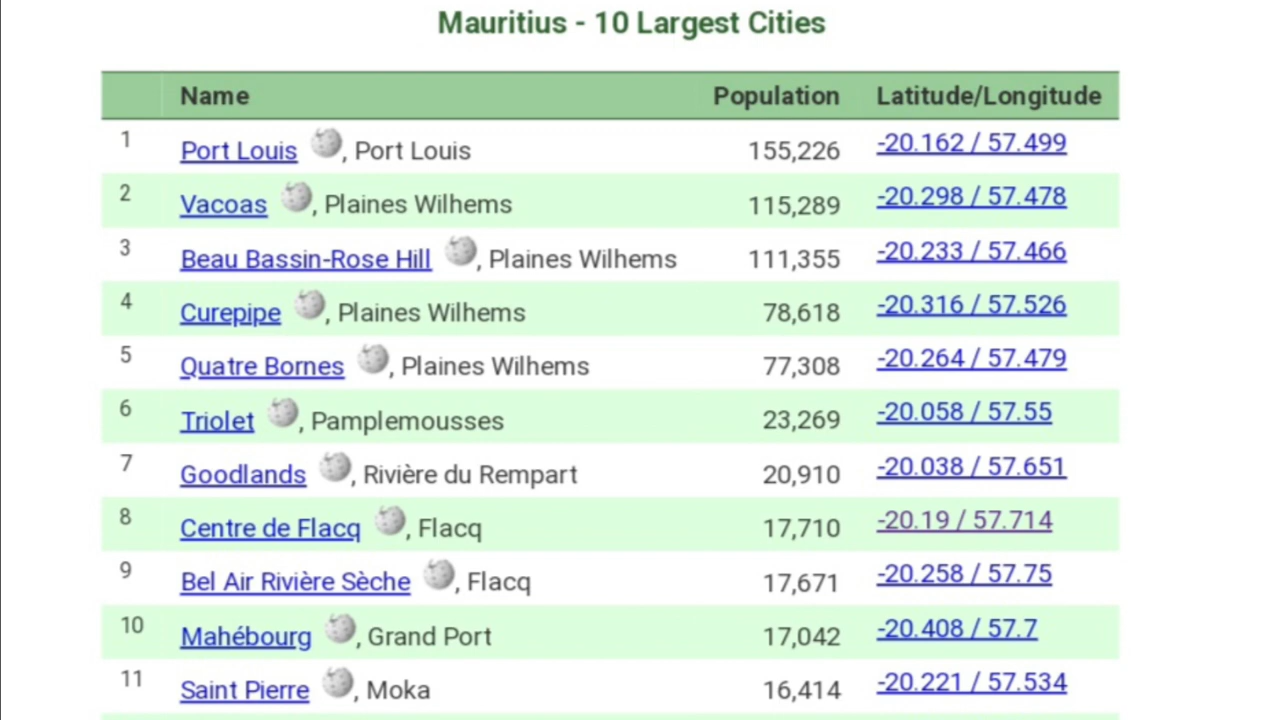 Mauritius - 10 Largest Cities
Name Population Latitude/Longitude
1 Port Louis , Port Louis 155,226 -20.162 / 57.499
2 Vacoas , Plaines Wilhems 115,289 -20.298 / 57.478
3 Beau Bassin-Rose Hill , Plaines Wilhems 111,355 -20.233 / 57.466
4 Curepipe , Plaines Wilhems 78,618 -20.316 / 57.526
5 Quatre Bornes , Plaines Wilhems 77,308 -20.264 / 57.479
6 Triolet , Pamplemousses 23,269 -20.058 / 57.55
7 Goodlands , Rivière du Rempart 20,910 -20.038 / 57.651
8 Centre de Flacq , Flacq 17,710 -20.19 / 57.714
9 Bel Air Rivière Sèche , Flacq 17,671 -20.258 / 57.75
10 Mahébourg , Grand Port 17,042 -20.408 / 57.7
11 Saint Pierre , Moka 16,414 -20.221 / 57.534